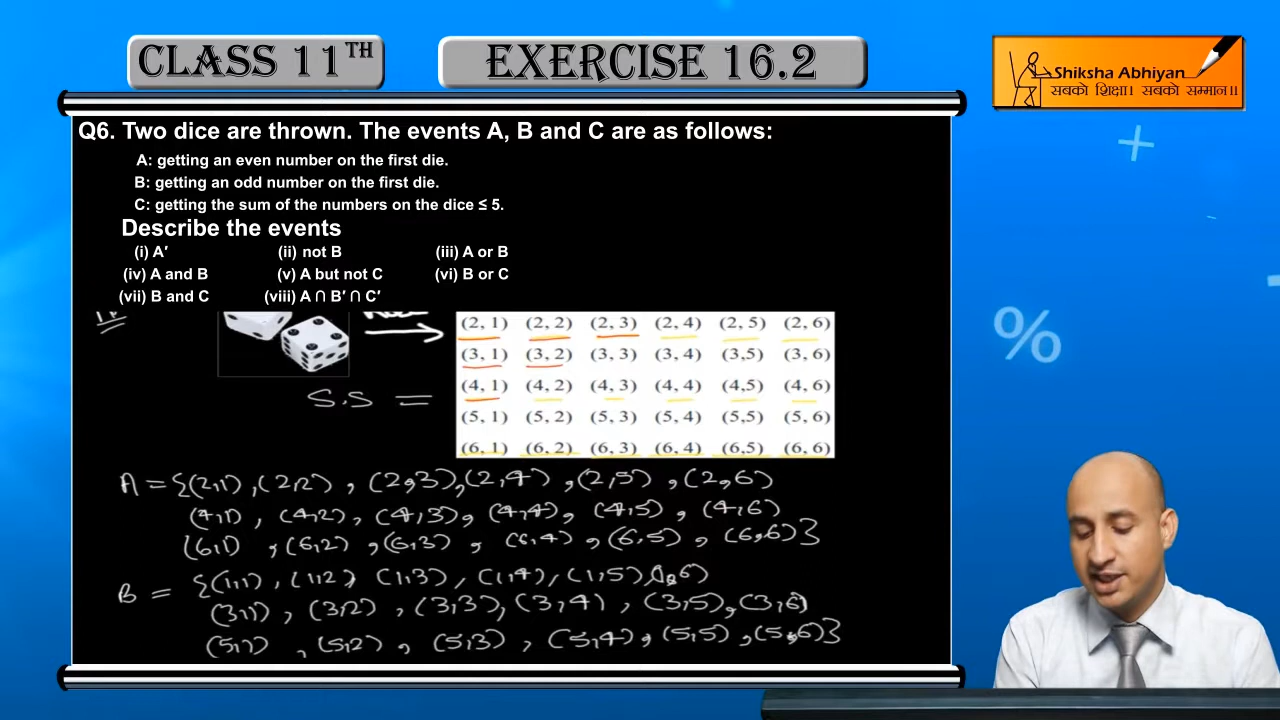 CLASS 11TH
EXERCISE 16.2
Shiksha Abhiyan
सबको शिक्षा। सबको सम्मान॥
Q6. Two dice are thrown. The events A, B and C are as follows:
A: getting an even number on the first die.
B: getting an odd number on the first die.
C: getting the sum of the numbers on the dice ≤ 5.
Describe the events
(i) A′ (ii) not B (iii) A or B
(iv) A and B (v) A but not C (vi) B or C
(vii) B and C (viii) A ∩ B′ ∩ C′
(2, 1) (2, 2) (2, 3) (2, 4) (2, 5) (2, 6)
(3, 1) (3, 2) (3, 3) (3, 4) (3,5) (3, 6)
S.S =
(4, 1) (4, 2) (4, 3) (4, 4) (4,5) (4, 6)
(5, 1) (5, 2) (5, 3) (5, 4) (5,5) (5, 6)
(6, 1) (6, 2) (6, 3) (6, 4) (6,5) (6, 6)
A = {(2,1), (2,2), (2,3), (2,4), (2,5), (2,6)
(4,1), (4,2), (4,3), (4,4), (4,5), (4,6)
(6,1), (6,2), (6,3), (6,4), (6,5), (6,6)}
B = {(1,1), (1,2), (1,3), (1,4), (1,5), (1,6)
(3,1), (3,2), (3,3), (3,4), (3,5), (3,6)
(5,1), (5,2), (5,3), (5,4), (5,5), (5,6)}